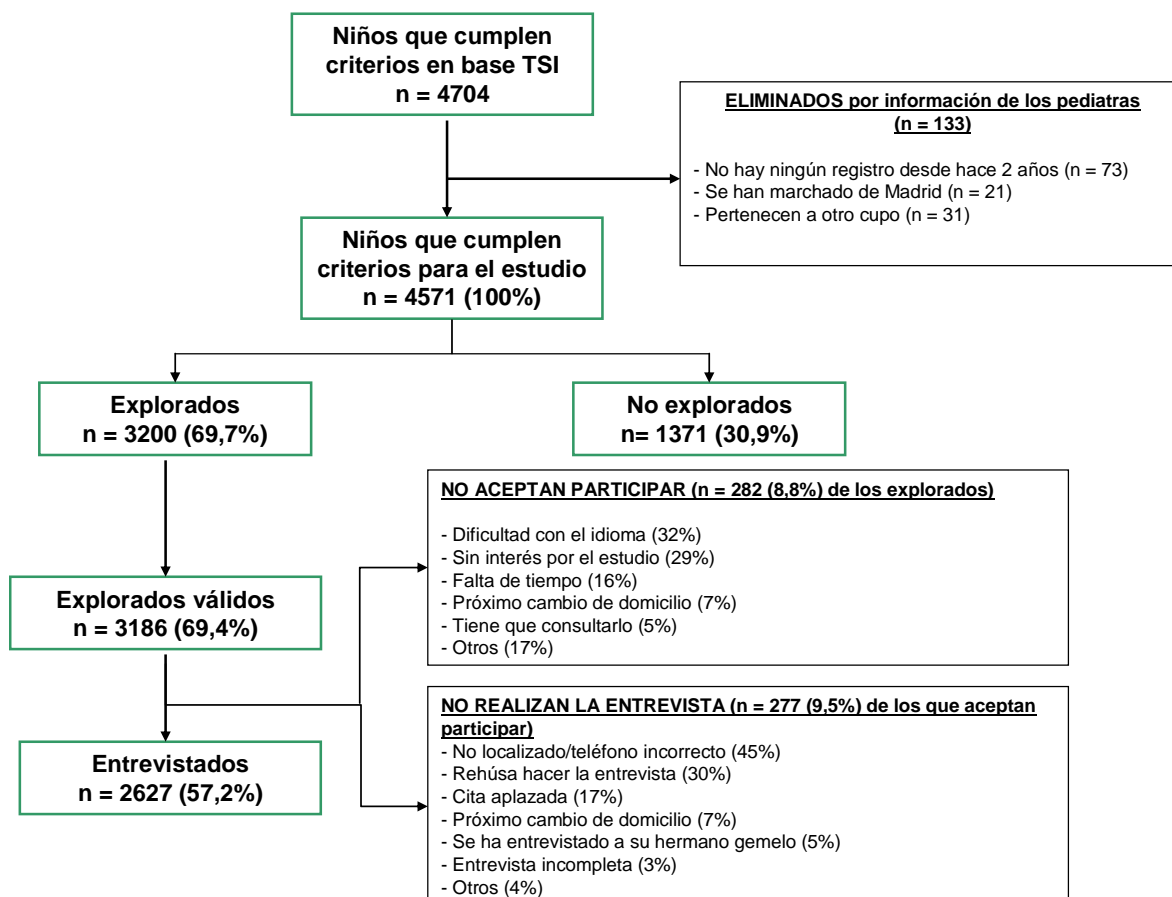 Niños que cumplen
criterios en base TSI
n = 4704
ELIMINADOS por información de los pediatras
(n = 133)
- No hay ningún registro desde hace 2 años (n = 73)
- Se han marchado de Madrid (n = 21)
- Pertenecen a otro cupo (n = 31)
Niños que cumplen
criterios para el estudio
n = 4571 (100%)
Explorados
n = 3200 (69,7%)
No explorados
n= 1371 (30,9%)
NO ACEPTAN PARTICIPAR (n = 282 (8,8%) de los explorados)
- Dificultad con el idioma (32%)
- Sin interés por el estudio (29%)
- Falta de tiempo (16%)
- Próximo cambio de domicilio (7%)
- Tiene que consultarlo (5%)
- Otros (17%)
Explorados válidos
n = 3186 (69,4%)
NO REALIZAN LA ENTREVISTA (n = 277 (9,5%) de los que aceptan
participar)
- No localizado/teléfono incorrecto (45%)
- Rehúsa hacer la entrevista (30%)
- Cita aplazada (17%)
- Próximo cambio de domicilio (7%)
- Se ha entrevistado a su hermano gemelo (5%)
- Entrevista incompleta (3%)
- Otros (4%)
Entrevistados
n = 2627 (57,2%)